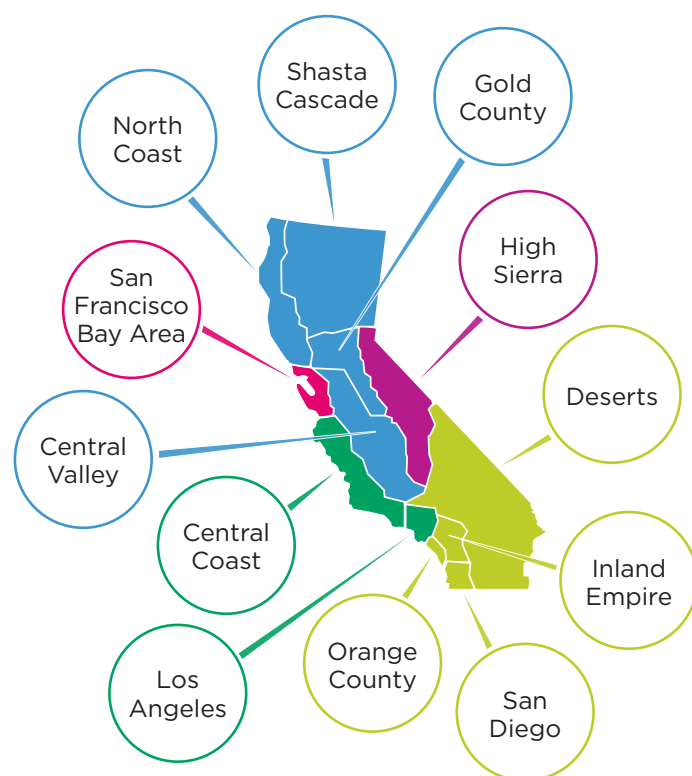 Shasta
Cascade
Gold
County
North
Coast
High
Sierra
San
Francisco
Bay Area
Deserts
Central
Valley
Central
Coast
Inland
Empire
Orange
County
Los
Angeles
San
Diego